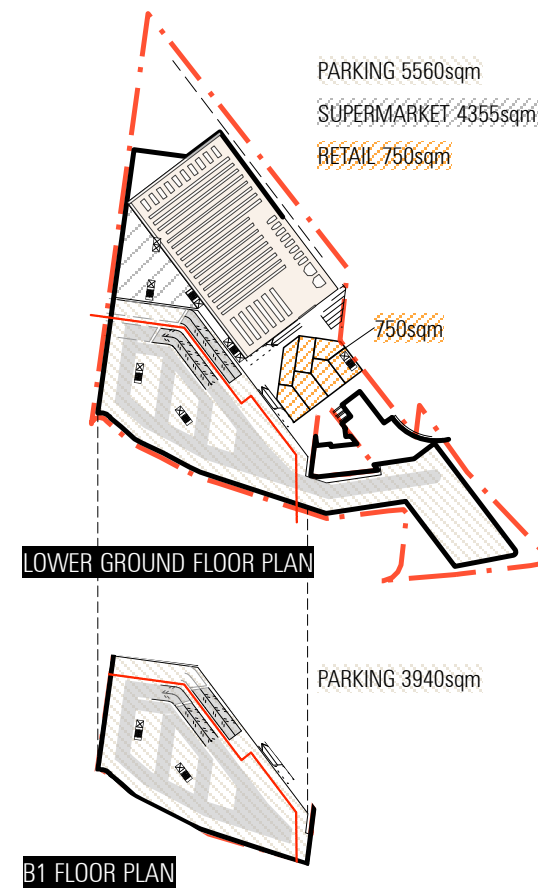 PARKING 5560sqm
SUPERMARKET 4355sqm
RETAIL 750sqm
750sqm
LOWER GROUND FLOOR PLAN
PARKING 3940sqm
B1 FLOOR PLAN